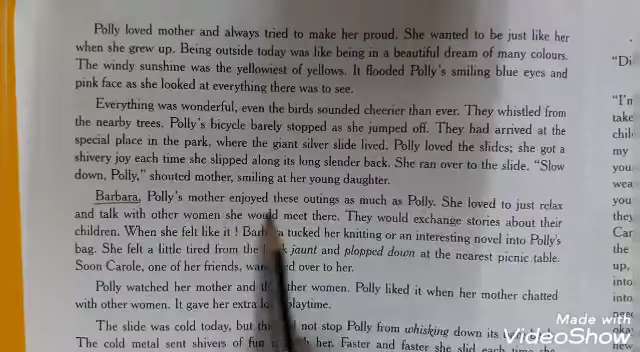 Polly loved mother and always tried to make her proud. She wanted to be just like her
when she grew up. Being outside today was like being in a beautiful dream of many colours.
The windy sunshine was the yellowiest of yellows. It flooded Polly's smiling blue eyes and
pink face as she looked at everything there was to see.
Everything was wonderful, even the birds sounded cheerier than ever. They whistled from
the nearby trees. Polly's bicycle barely stopped as she jumped off. They had arrived at the
special place in the park, where the giant silver slide lived. Polly loved the slides; she got a
shivery joy each time she slipped along its long slender back. She ran over to the slide. "Slow
down, Polly," shouted mother, smiling at her young daughter.
Barbara, Polly's mother enjoyed these outings as much as Polly. She loved to just relax
and talk with other women she would meet there. They would exchange stories about their
children. When she felt like it ! Barbara tucked her knitting or an interesting novel into Polly's
bag. She felt a little tired from the jaunt and plopped down at the nearest picnic table.
Soon Carole, one of her friends, over to her.
Polly watched her mother and other women. Polly liked it when her mother chatted
with other women. It gave her extra playtime.
The slide was cold today, but not stop Polly from whisking down its
The cold metal sent shivers of fun her. Faster and faster she slid each
"Di
"I'm
take
chil
my
you
wea
you
they
Car
the
up,
into
into
oka
new
Made with
VideoShow